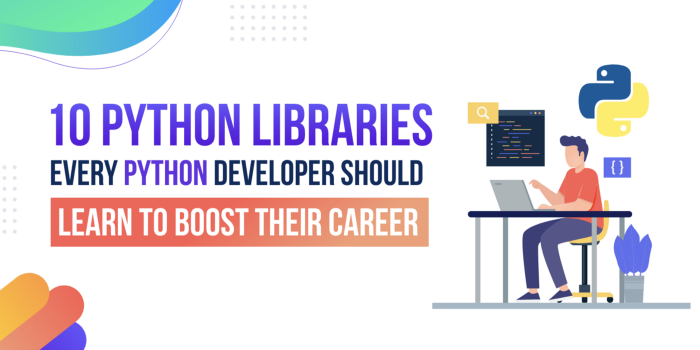 10 PYTHON LIBRARIES
EVERY PYTHON DEVELOPER SHOULD
LEARN TO BOOST THEIR CAREER
{ }